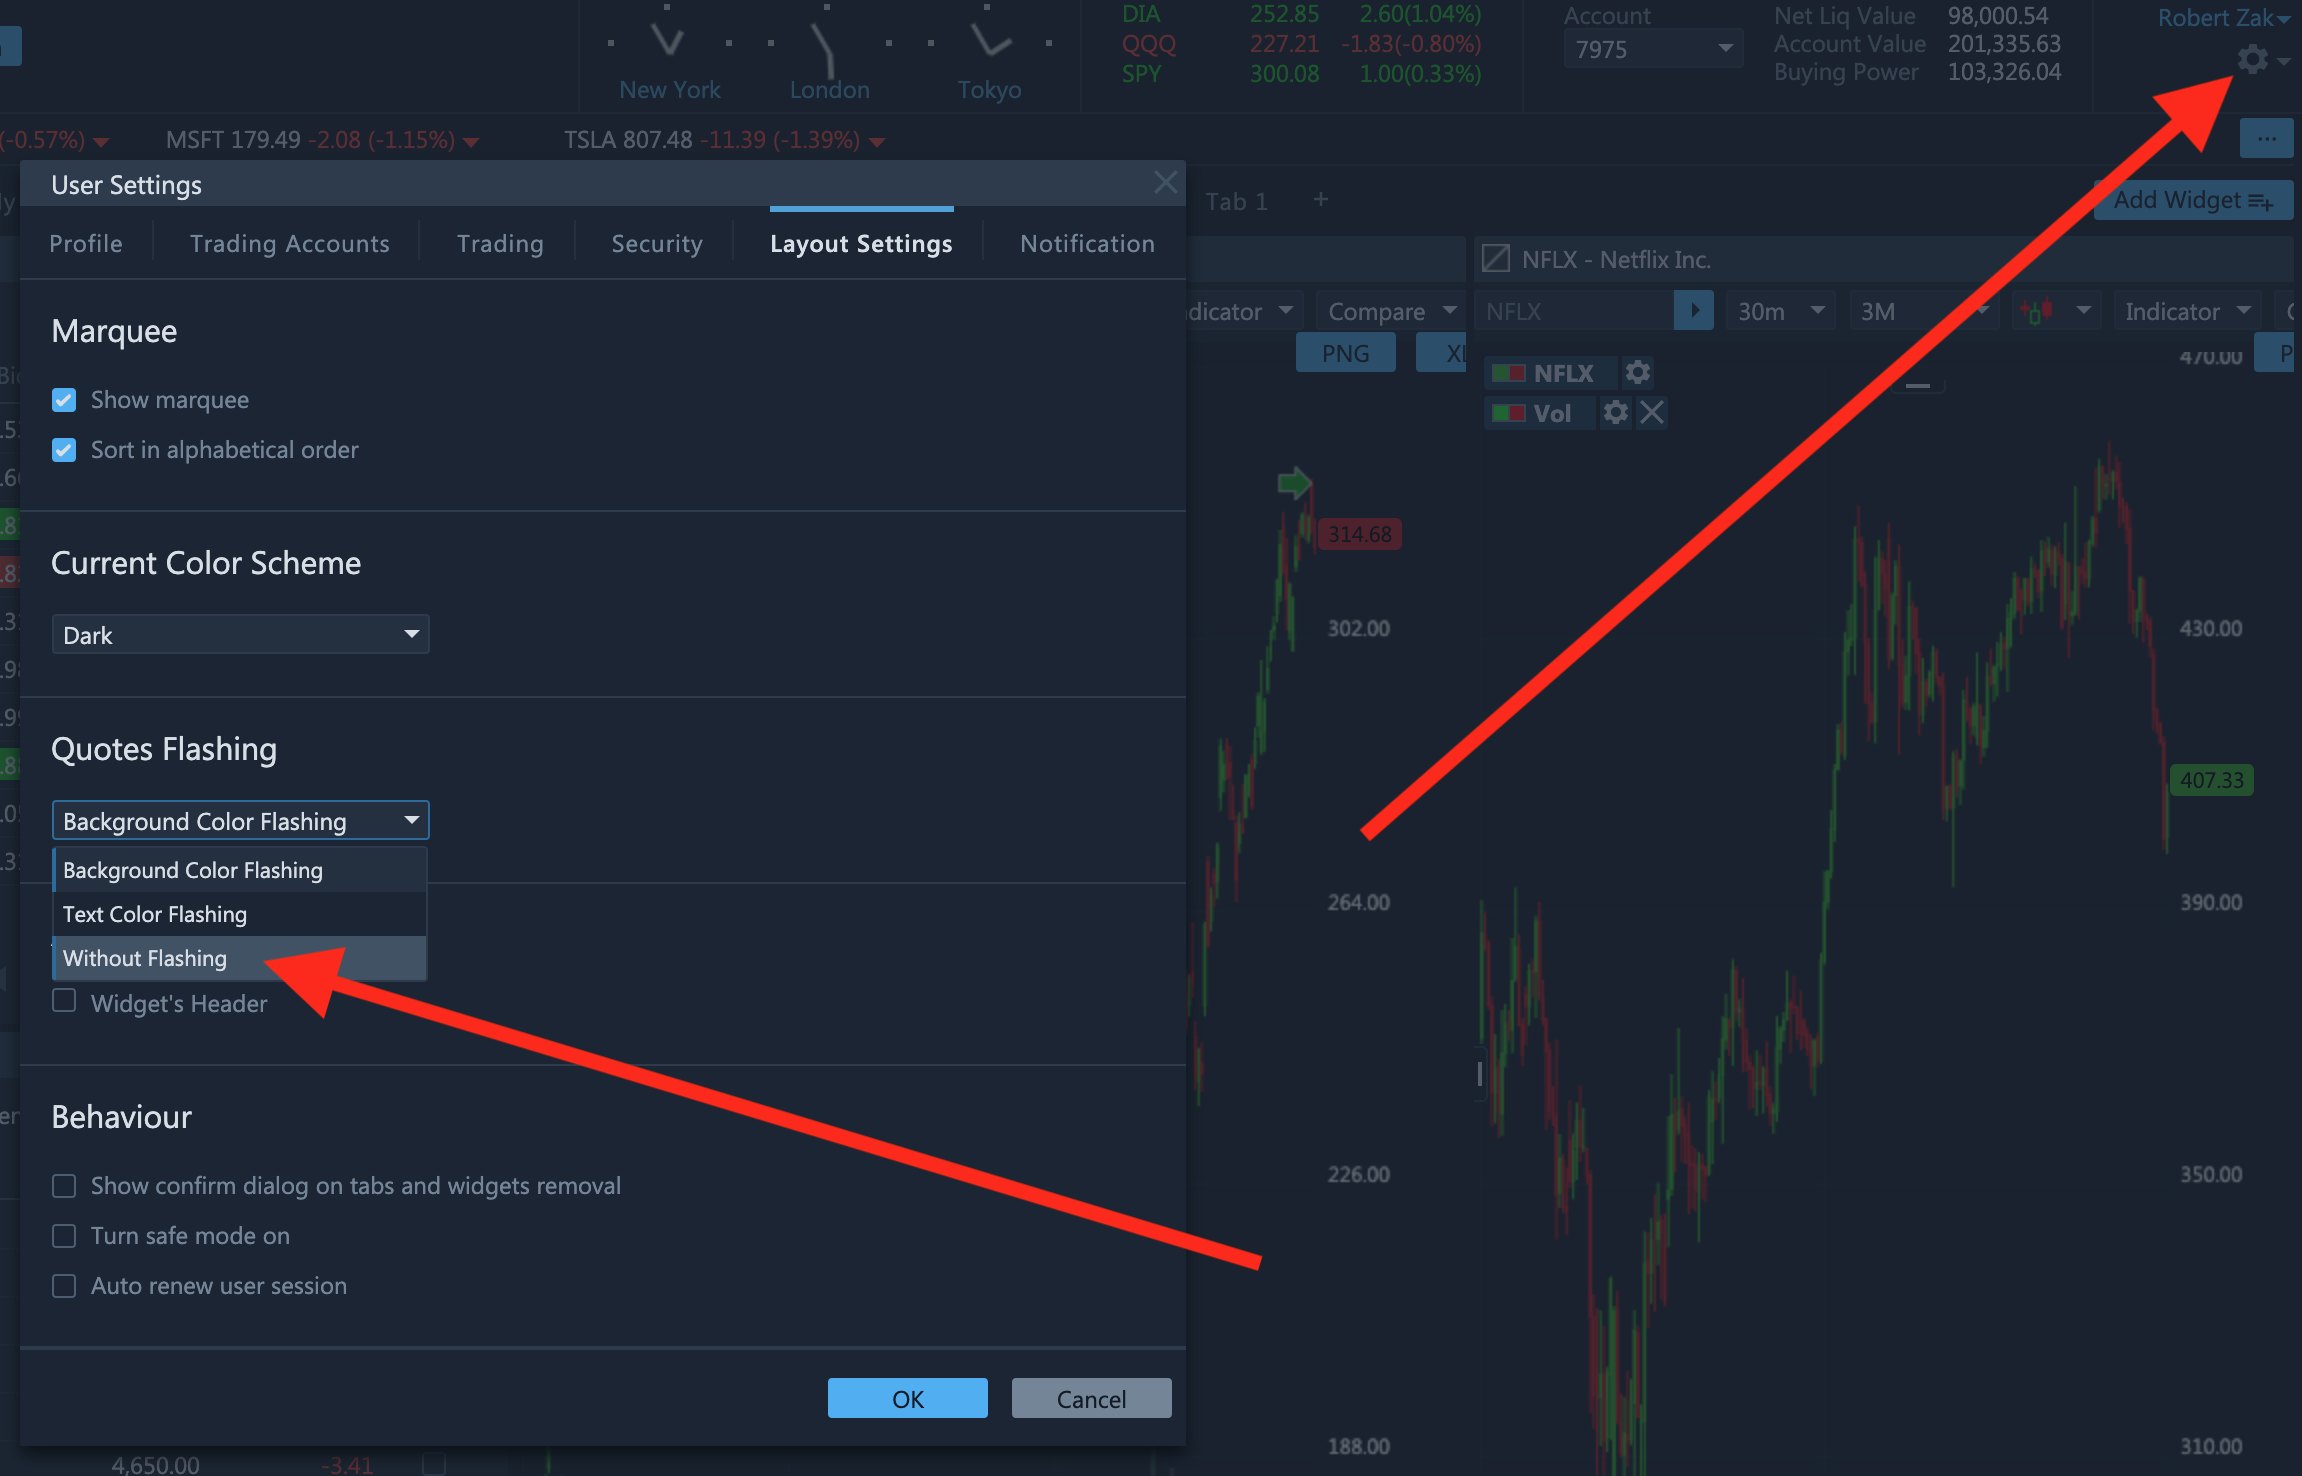 DIA 252.85 2.60(1.04%)
QQQ 227.21 -1.83(-0.80%)
SPY 300.08 1.00(0.33%)
New York London Tokyo
Account
7975
Net Liq Value 98,000.54
Account Value 201,335.63
Buying Power 103,326.04
Robert Zak
(-0.57%) MSFT 179.49 -2.08 (-1.15%) TSLA 807.48 -11.39 (-1.39%)
...
User Settings
Tab 1 +
Add Widget
Profile Trading Accounts Trading Security Layout Settings Notification
NFLX - Netflix Inc.
dicator Compare NFLX 30m 3M Indicator
PNG
470.00
NFLX
Vol
Marquee
Show marquee
Sort in alphabetical order
314.68
Current Color Scheme
Dark
302.00
430.00
Quotes Flashing
Background Color Flashing
407.33
Background Color Flashing
Text Color Flashing
Without Flashing
264.00
390.00
Widget's Header
Behaviour
Show confirm dialog on tabs and widgets removal
Turn safe mode on
Auto renew user session
226.00
350.00
OK Cancel
188.00
310.00
4,650.00 -3.41